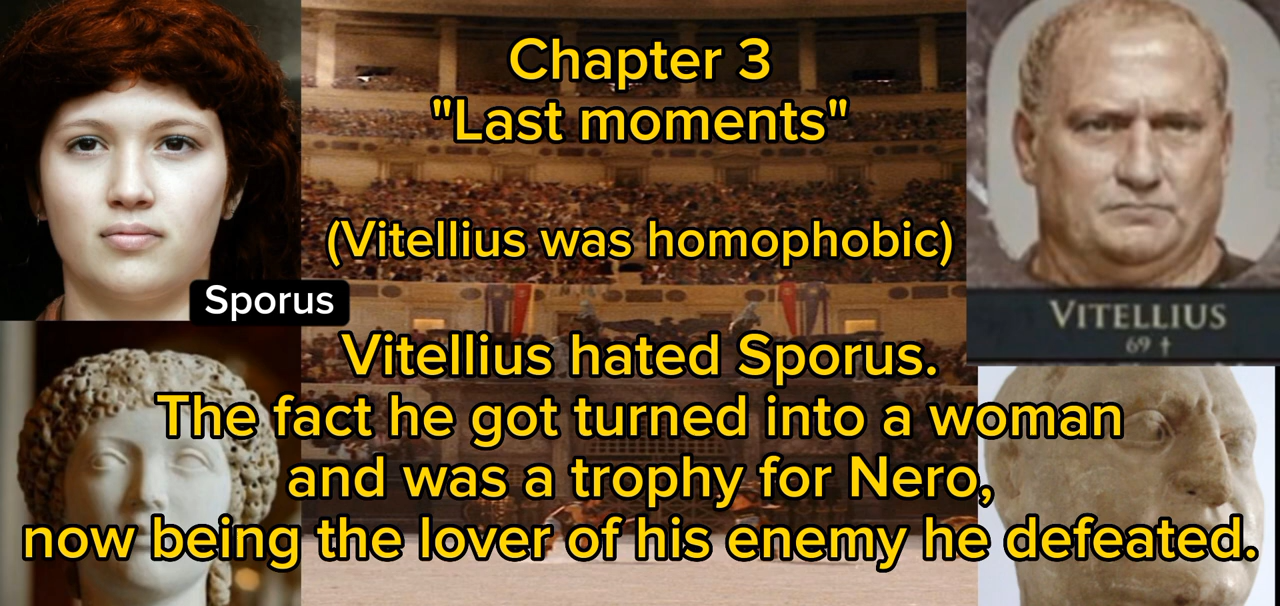 Chapter 3
"Last moments"
(Vitellius was homophobic)
Sporus
VITELLIUS
69 †
Vitellius hated Sporus.
The fact he got turned into a woman
and was a trophy for Nero,
now being the lover of his enemy he defeated.